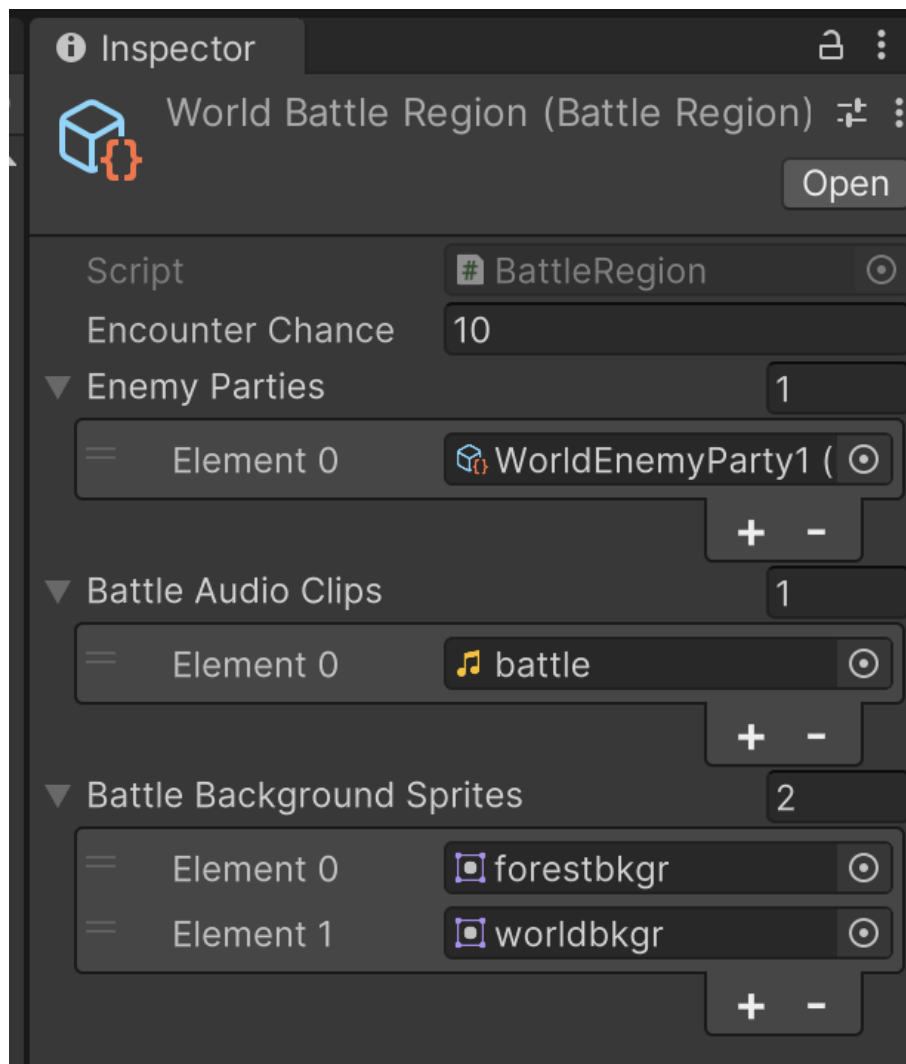 Inspector
World Battle Region (Battle Region)
Open
Script # BattleRegion
Encounter Chance 10
Enemy Parties 1
Element 0 WorldEnemyParty1 (
+ -
Battle Audio Clips 1
Element 0 battle
+ -
Battle Background Sprites 2
Element 0 forestbkgr
Element 1 worldbkgr
+ -